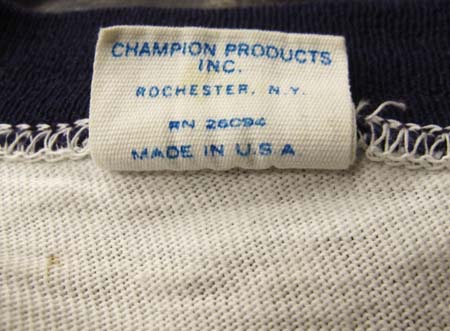 CHAMPION PRODUCTS
INC.
ROCHESTER, N.Y.
RN 26094
MADE IN U.S.A